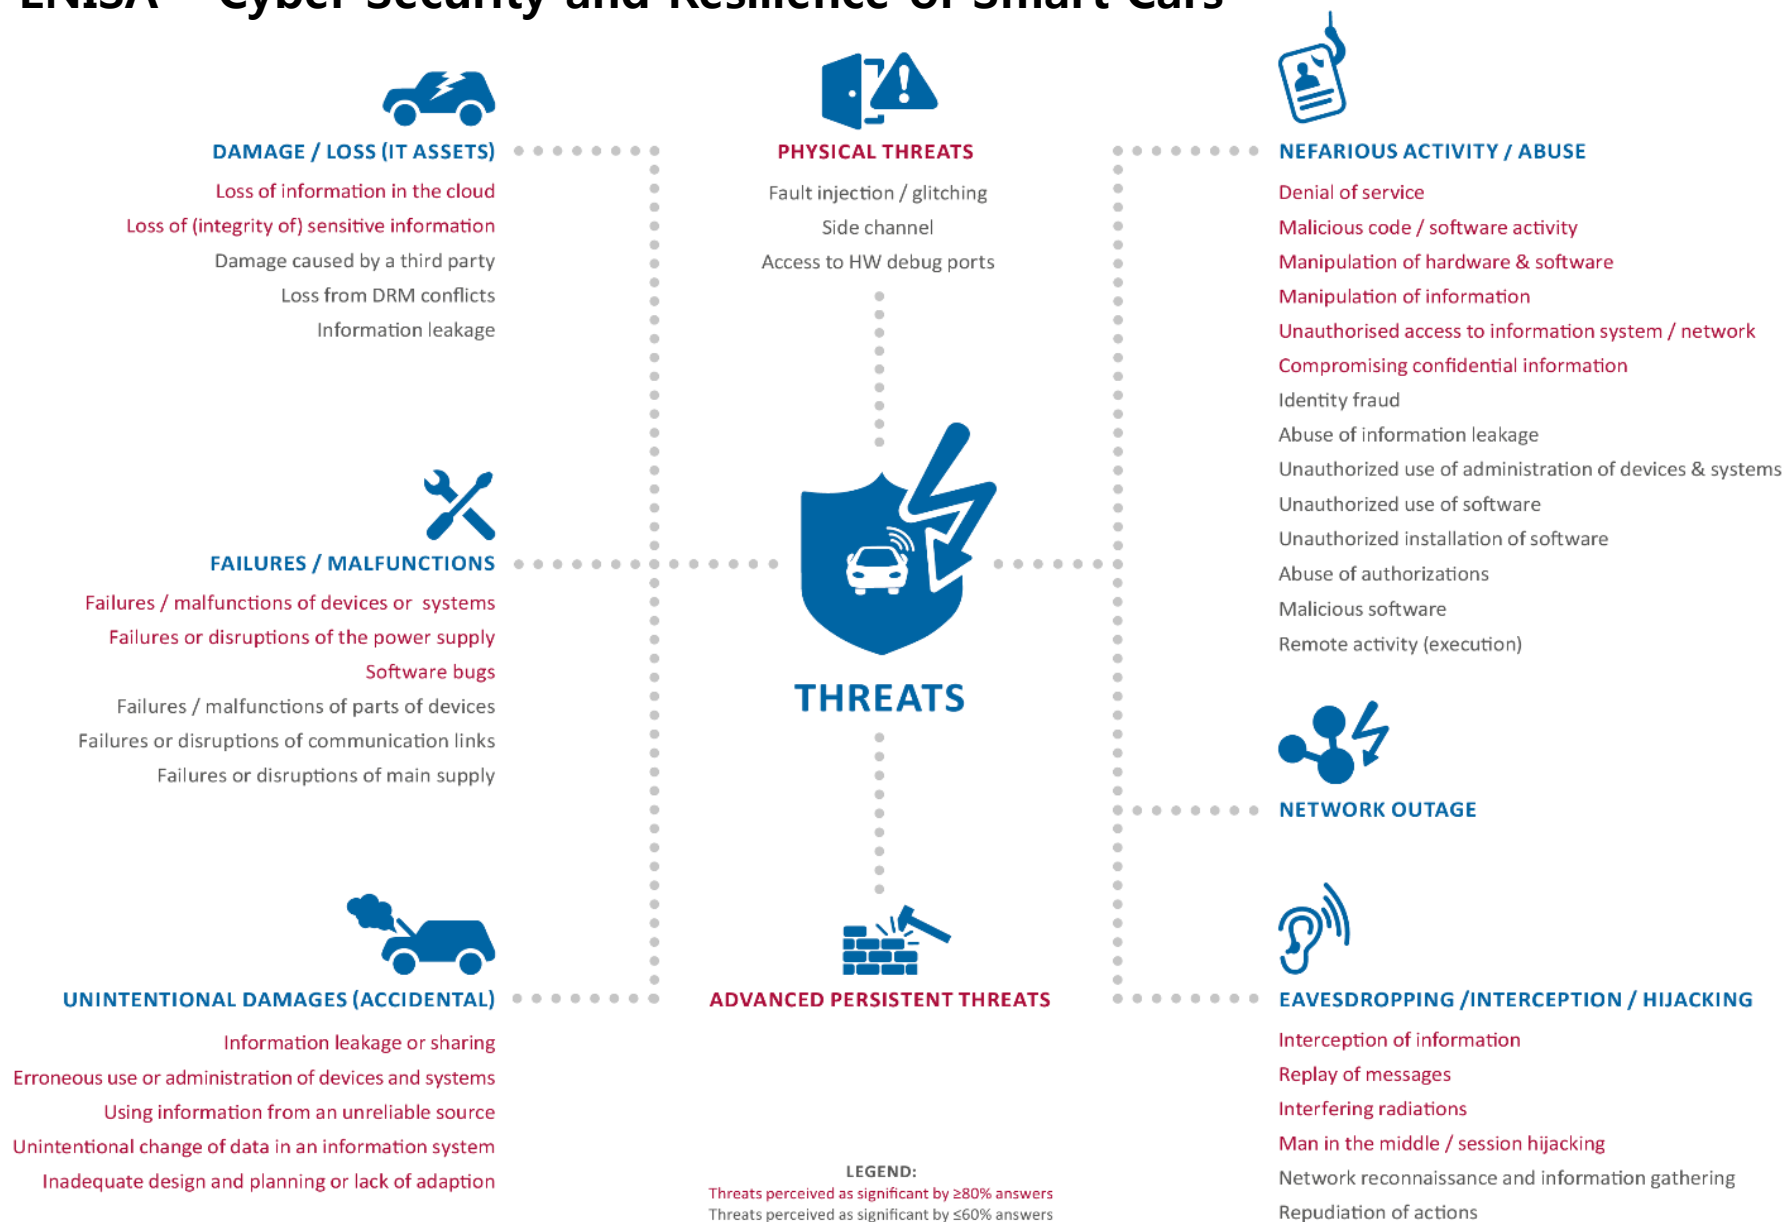 ENISA – Cyber Security and Resilience of Smart Cars
DAMAGE / LOSS (IT ASSETS)
Loss of information in the cloud
Loss of (integrity of) sensitive information
Damage caused by a third party
Loss from DRM conflicts
Information leakage
FAILURES / MALFUNCTIONS
Failures / malfunctions of devices or systems
Failures or disruptions of the power supply
Software bugs
Failures / malfunctions of parts of devices
Failures or disruptions of communication links
Failures or disruptions of main supply
UNINTENTIONAL DAMAGES (ACCIDENTAL)
Information leakage or sharing
Erroneous use or administration of devices and systems
Using information from an unreliable source
Unintentional change of data in an information system
Inadequate design and planning or lack of adaption
PHYSICAL THREATS
Fault injection / glitching
Side channel
Access to HW debug ports
THREATS
ADVANCED PERSISTENT THREATS
LEGEND:
Threats perceived as significant by ≥80% answers
Threats perceived as significant by ≤60% answers
NEFARIOUS ACTIVITY / ABUSE
Denial of service
Malicious code / software activity
Manipulation of hardware & software
Manipulation of information
Unauthorised access to information system / network
Compromising confidential information
Identity fraud
Abuse of information leakage
Unauthorized use of administration of devices & systems
Unauthorized use of software
Unauthorized installation of software
Abuse of authorizations
Malicious software
Remote activity (execution)
NETWORK OUTAGE
EAVESDROPPING /INTERCEPTION / HIJACKING
Interception of information
Replay of messages
Interfering radiations
Man in the middle / session hijacking
Network reconnaissance and information gathering
Repudiation of actions